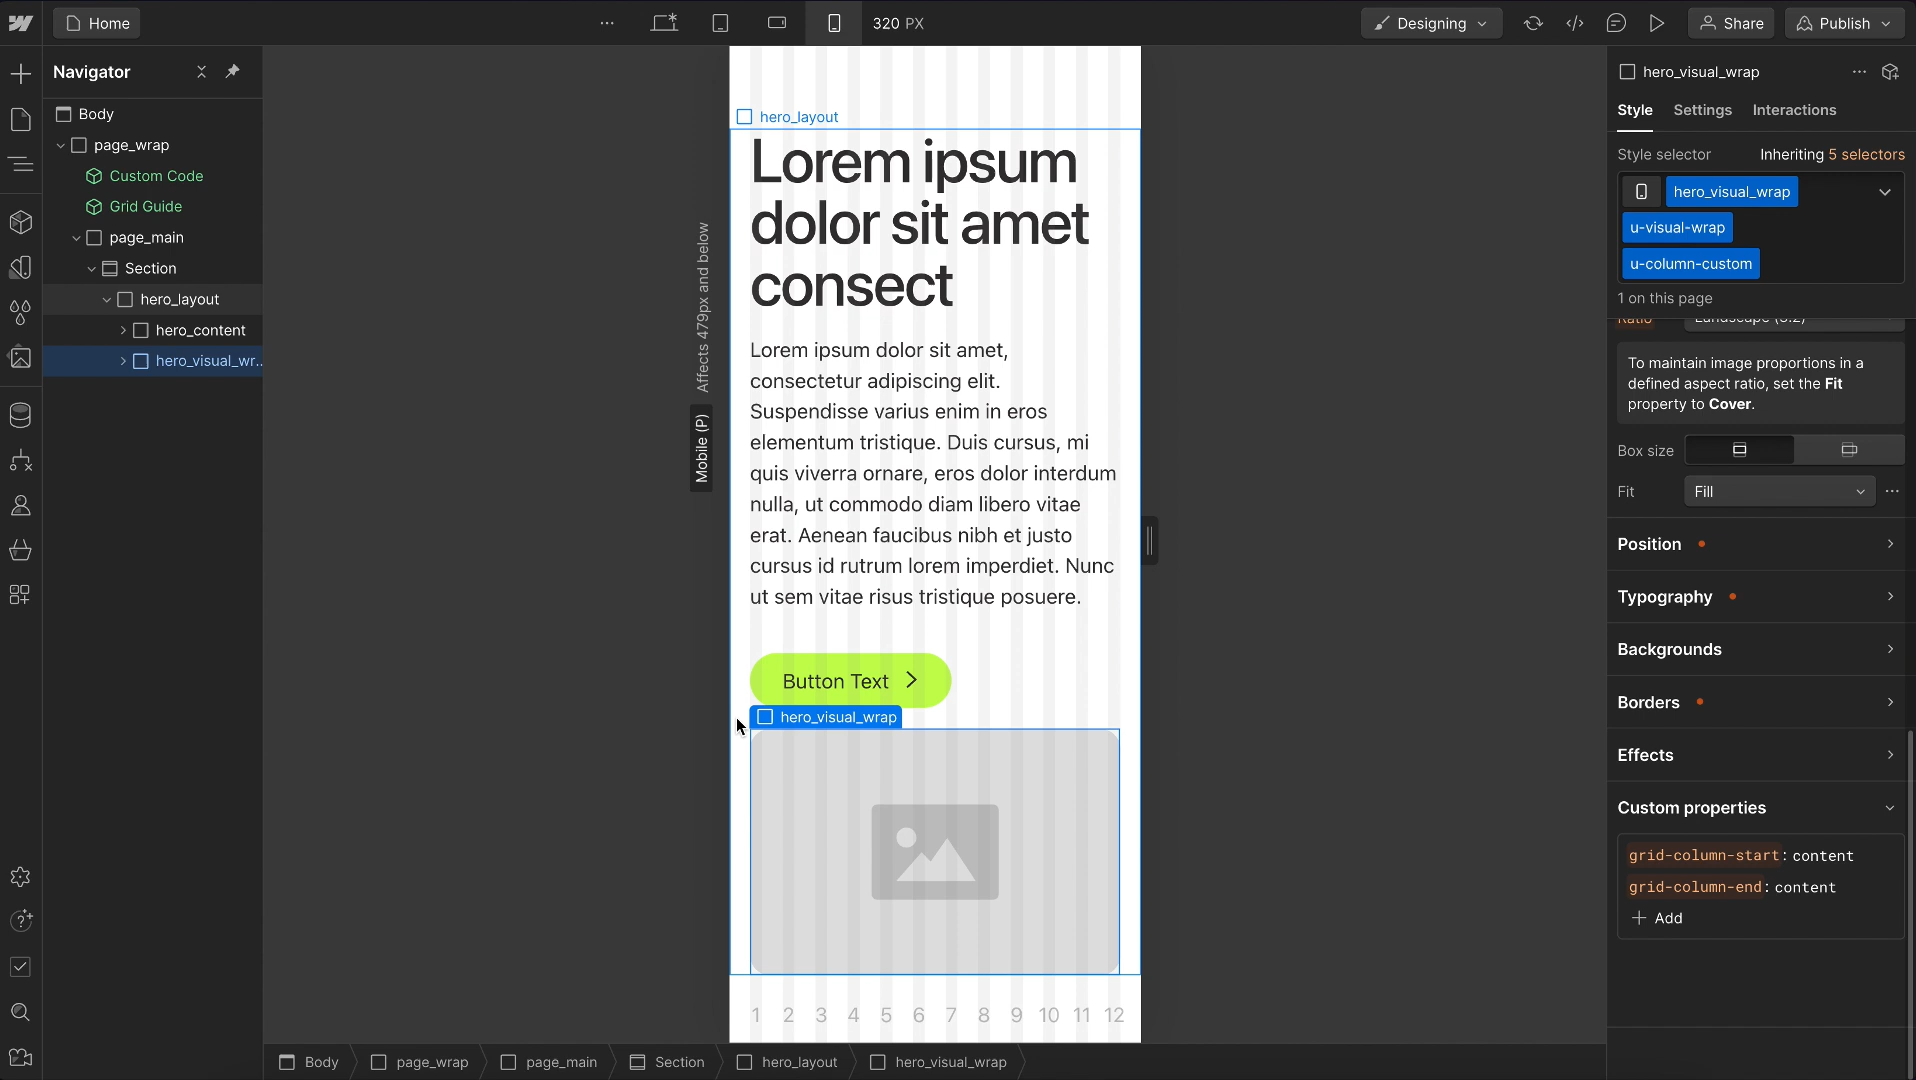 Home
320 PX
Designing
Share
Publish
Navigator
Body
page_wrap
Custom Code
Grid Guide
page_main
Section
hero_layout
hero_content
hero_visual_wr...
Affects 479px and below
Mobile (P)
hero_layout
Lorem ipsum
dolor sit amet
consect
Lorem ipsum dolor sit amet,
consectetur adipiscing elit.
Suspendisse varius enim in eros
elementum tristique. Duis cursus, mi
quis viverra ornare, eros dolor interdum
nulla, ut commodo diam libero vitae
erat. Aenean faucibus nibh et justo
cursus id rutrum lorem imperdiet. Nunc
ut sem vitae risus tristique posuere.
Button Text
hero_visual_wrap
1 2 3 4 5 6 7 8 9 10 11 12
hero_visual_wrap
Style Settings Interactions
Style selector Inheriting 5 selectors
hero_visual_wrap
u-visual-wrap
u-column-custom
1 on this page
Ratio Landscape (3:2)
To maintain image proportions in a
defined aspect ratio, set the Fit
property to Cover.
Box size
Fit Fill
Position
Typography
Backgrounds
Borders
Effects
Custom properties
grid-column-start: content
grid-column-end: content
Add
Body page_wrap page_main Section hero_layout hero_visual_wrap